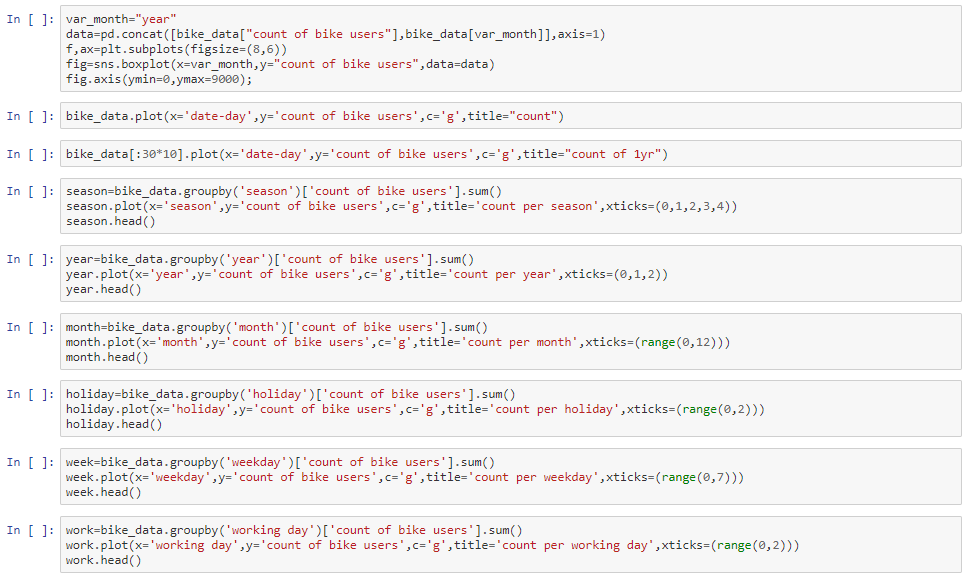 In [ ]: var_month="year"
data=pd.concat([bike_data["count of bike users"],bike_data[var_month]],axis=1)
f,ax=plt.subplots(figsize=(8,6))
fig=sns.boxplot(x=var_month,y="count of bike users",data=data)
fig.axis(ymin=0,ymax=9000);
In [ ]: bike_data.plot(x='date-day',y='count of bike users',c='g',title="count")
In [ ]: bike_data[:30*10].plot(x='date-day',y='count of bike users',c='g',title="count of 1yr")
In [ ]: season=bike_data.groupby('season')['count of bike users'].sum()
season.plot(x='season',y='count of bike users',c='g',title='count per season',xticks=(0,1,2,3,4))
season.head()
In [ ]: year=bike_data.groupby('year')['count of bike users'].sum()
year.plot(x='year',y='count of bike users',c='g',title='count per year',xticks=(0,1,2))
year.head()
In [ ]: month=bike_data.groupby('month')['count of bike users'].sum()
month.plot(x='month',y='count of bike users',c='g',title='count per month',xticks=(range(0,12)))
month.head()
In [ ]: holiday=bike_data.groupby('holiday')['count of bike users'].sum()
holiday.plot(x='holiday',y='count of bike users',c='g',title='count per holiday',xticks=(range(0,2)))
holiday.head()
In [ ]: week=bike_data.groupby('weekday')['count of bike users'].sum()
week.plot(x='weekday',y='count of bike users',c='g',title='count per weekday',xticks=(range(0,7)))
week.head()
In [ ]: work=bike_data.groupby('working day')['count of bike users'].sum()
work.plot(x='working day',y='count of bike users',c='g',title='count per working day',xticks=(range(0,2)))
work.head()